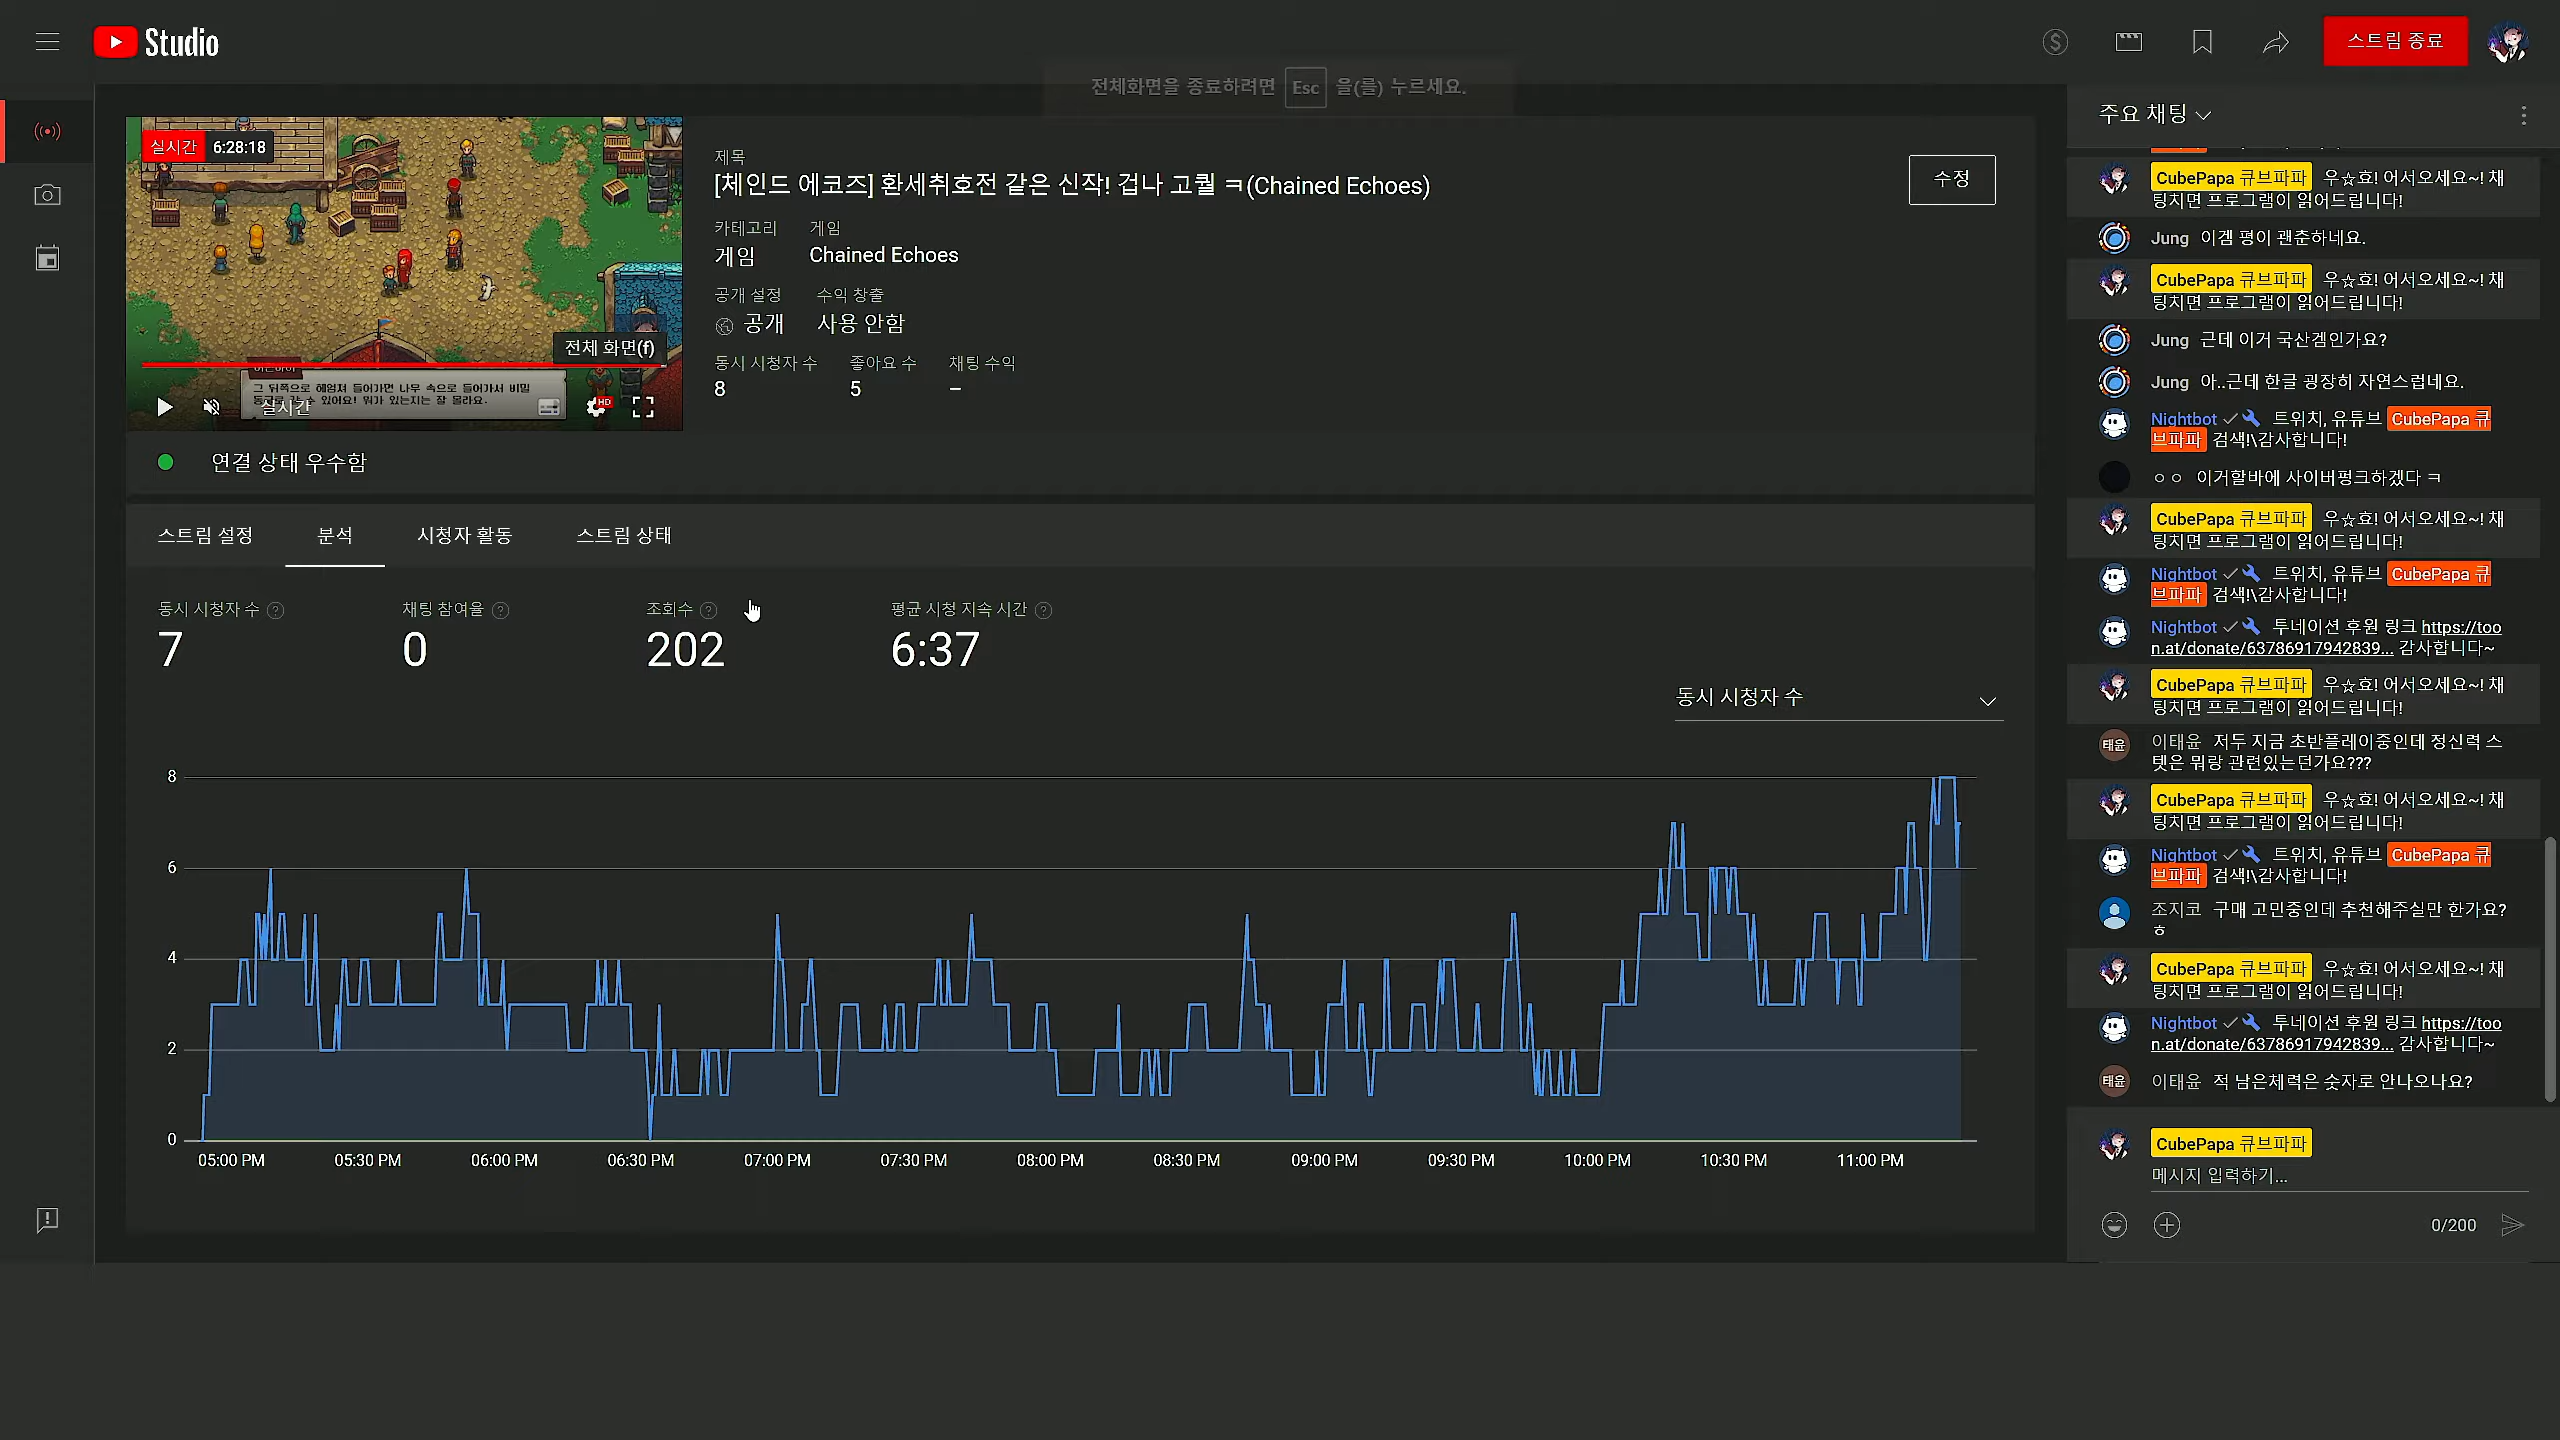 Studio
스트림 종료
전체화면을 종료하려면 Esc 을(를) 누르세요.
실시간 6:28:18
전체 화면(f)
그 뒤쪽으로 헤엄쳐 들어가면 나무 속으로 들어가서 비밀
실시간
HD
제목
[체인드 에코즈] 환세취호전 같은 신작! 겁나 고퀄 ㅋ(Chained Echoes)
수정
카테고리 게임
게임 Chained Echoes
공개 설정 수익 창출
공개 사용 안함
동시 시청자 수 좋아요 수 채팅 수익
8 5 –
연결 상태 우수함
스트림 설정 분석 시청자 활동 스트림 상태
동시 시청자 수 채팅 참여율 조회수 평균 시청 지속 시간
7 0 202 6:37
동시 시청자 수
8
6
4
2
0
05:00 PM 05:30 PM 06:00 PM 06:30 PM 07:00 PM 07:30 PM 08:00 PM 08:30 PM 09:00 PM 09:30 PM 10:00 PM 10:30 PM 11:00 PM
주요 채팅
CubePapa 큐브파파 우☆효! 어서오세요~! 채
팅치면 프로그램이 읽어드립니다!
Jung 이겜 평이 괜춘하네요.
CubePapa 큐브파파 우☆효! 어서오세요~! 채
팅치면 프로그램이 읽어드립니다!
Jung 근데 이거 국산겜인가요?
Jung 아..근데 한글 굉장히 자연스럽네요.
Nightbot 트위치, 유튜브 CubePapa 큐
브파파 검색!\감사합니다!
ㅇㅇ 이거할바에 사이버펑크하겠다 ㅋ
CubePapa 큐브파파 우☆효! 어서오세요~! 채
팅치면 프로그램이 읽어드립니다!
Nightbot 트위치, 유튜브 CubePapa 큐
브파파 검색!\감사합니다!
Nightbot 투네이션 후원 링크 https://too
n.at/donate/63786917942839... 감사합니다~
CubePapa 큐브파파 우☆효! 어서오세요~! 채
팅치면 프로그램이 읽어드립니다!
태윤 이태윤 저두 지금 초반플레이중인데 정신력 스
텟은 뭐랑 관련있는던가요???
CubePapa 큐브파파 우☆효! 어서오세요~! 채
팅치면 프로그램이 읽어드립니다!
Nightbot 트위치, 유튜브 CubePapa 큐
브파파 검색!\감사합니다!
조지코 구매 고민중인데 추천해주실만 한가요?
ㅎ
CubePapa 큐브파파 우☆효! 어서오세요~! 채
팅치면 프로그램이 읽어드립니다!
Nightbot 투네이션 후원 링크 https://too
n.at/donate/63786917942839... 감사합니다~
태윤 이태윤 적 남은체력은 숫자로 안나오나요?
CubePapa 큐브파파
메시지 입력하기...
0/200